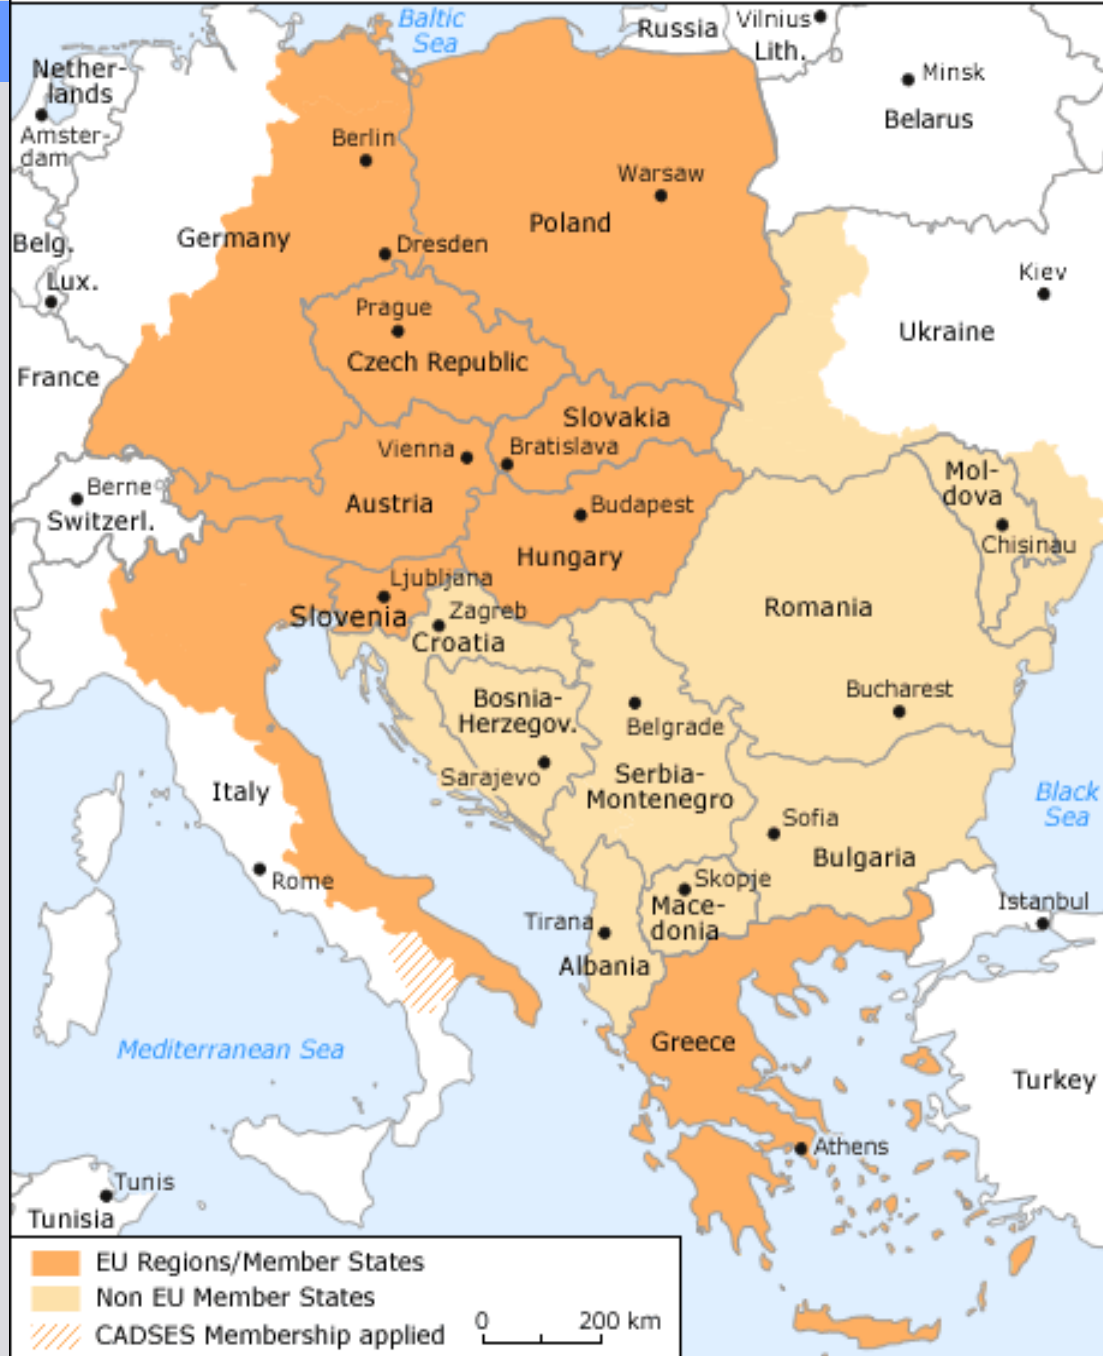 Baltic
Sea
Russia
Vilnius
Lith.
Nether-
lands
Amster-
dam
Minsk
Belarus
Berlin
Warsaw
Poland
Belg.
Germany
Dresden
Lux.
Kiev
Ukraine
Prague
Czech Republic
France
Slovakia
Vienna
Bratislava
Mol-
dova
Berne
Switzerl.
Austria
Budapest
Chisinau
Hungary
Ljubljana
Slovenia
Zagreb
Croatia
Romania
Bosnia-
Herzegov.
Belgrade
Bucharest
Sarajevo
Serbia-
Montenegro
Italy
Black
Sea
Sofia
Bulgaria
Rome
Skopje
Mace-
donia
Istanbul
Tirana
Albania
Mediterranean Sea
Greece
Turkey
Athens
Tunis
Tunisia
EU Regions/Member States
Non EU Member States
CADSES Membership applied
0 200 km